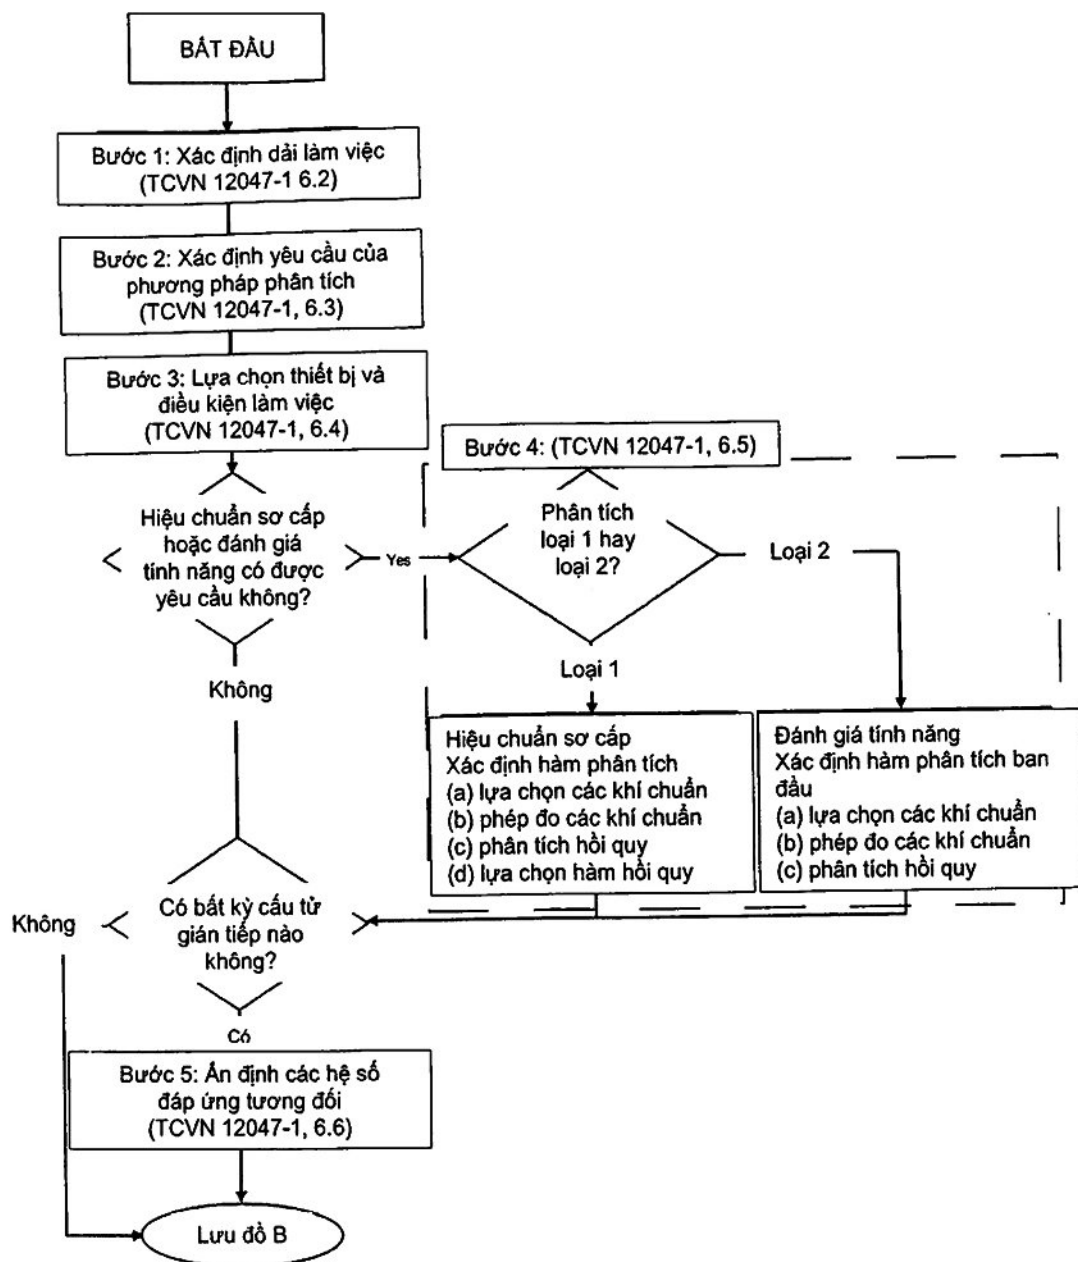 BẮT ĐẦU
Bước 1: Xác định dải làm việc
(TCVN 12047-1 6.2)
Bước 2: Xác định yêu cầu của
phương pháp phân tích
(TCVN 12047-1, 6.3)
Bước 3: Lựa chọn thiết bị và
điều kiện làm việc
(TCVN 12047-1, 6.4)
Bước 4: (TCVN 12047-1, 6.5)
Hiệu chuẩn sơ cấp
hoặc đánh giá
tính năng có được
yêu cầu không?
Yes
Phân tích
loại 1 hay
loại 2?
Loại 2
Loại 1
Không
Hiệu chuẩn sơ cấp
Xác định hàm phân tích
(a) lựa chọn các khí chuẩn
(b) phép đo các khí chuẩn
(c) phân tích hồi quy
(d) lựa chọn hàm hồi quy
Đánh giá tính năng
Xác định hàm phân tích ban
đầu
(a) lựa chọn các khí chuẩn
(b) phép đo các khí chuẩn
(c) phân tích hồi quy
Không
Có bất kỳ cấu tử
gián tiếp nào
không?
Có
Bước 5: Ấn định các hệ số
đáp ứng tương đối
(TCVN 12047-1, 6.6)
Lưu đồ B